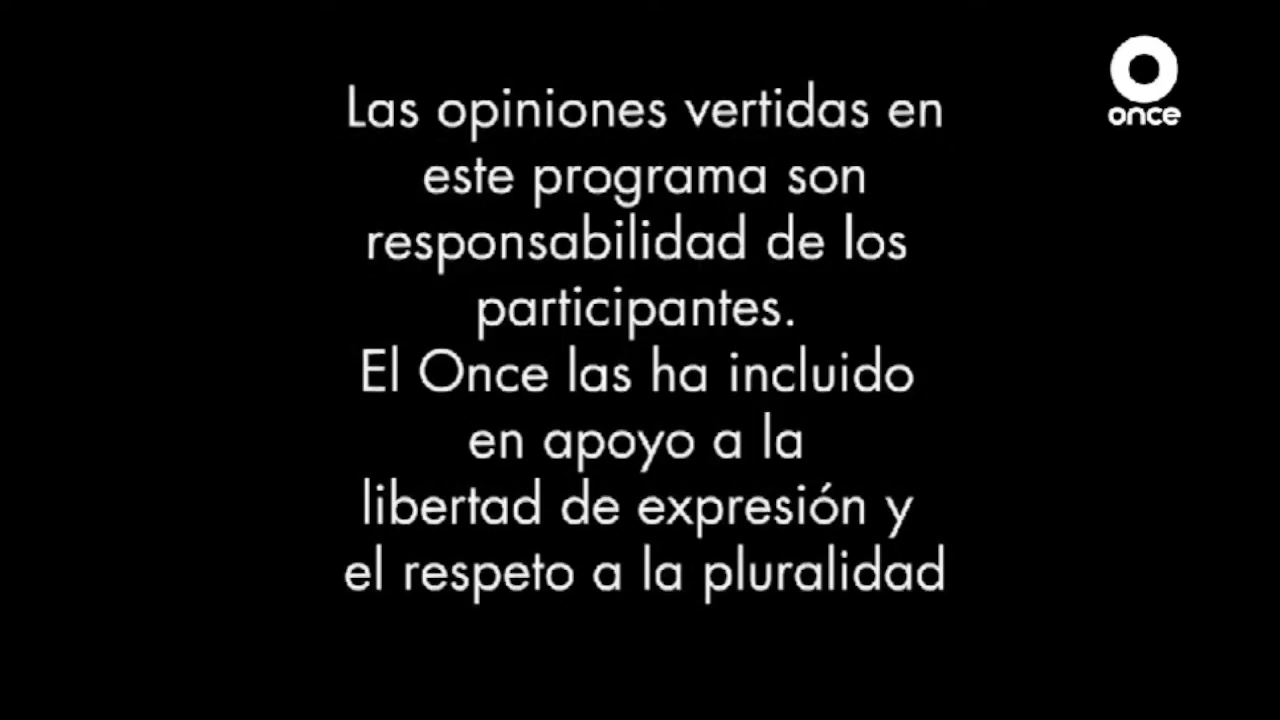 once
Las opiniones vertidas en
este programa son
responsabilidad de los
participantes.
El Once las ha incluido
en apoyo a la
libertad de expresión y
el respeto a la pluralidad